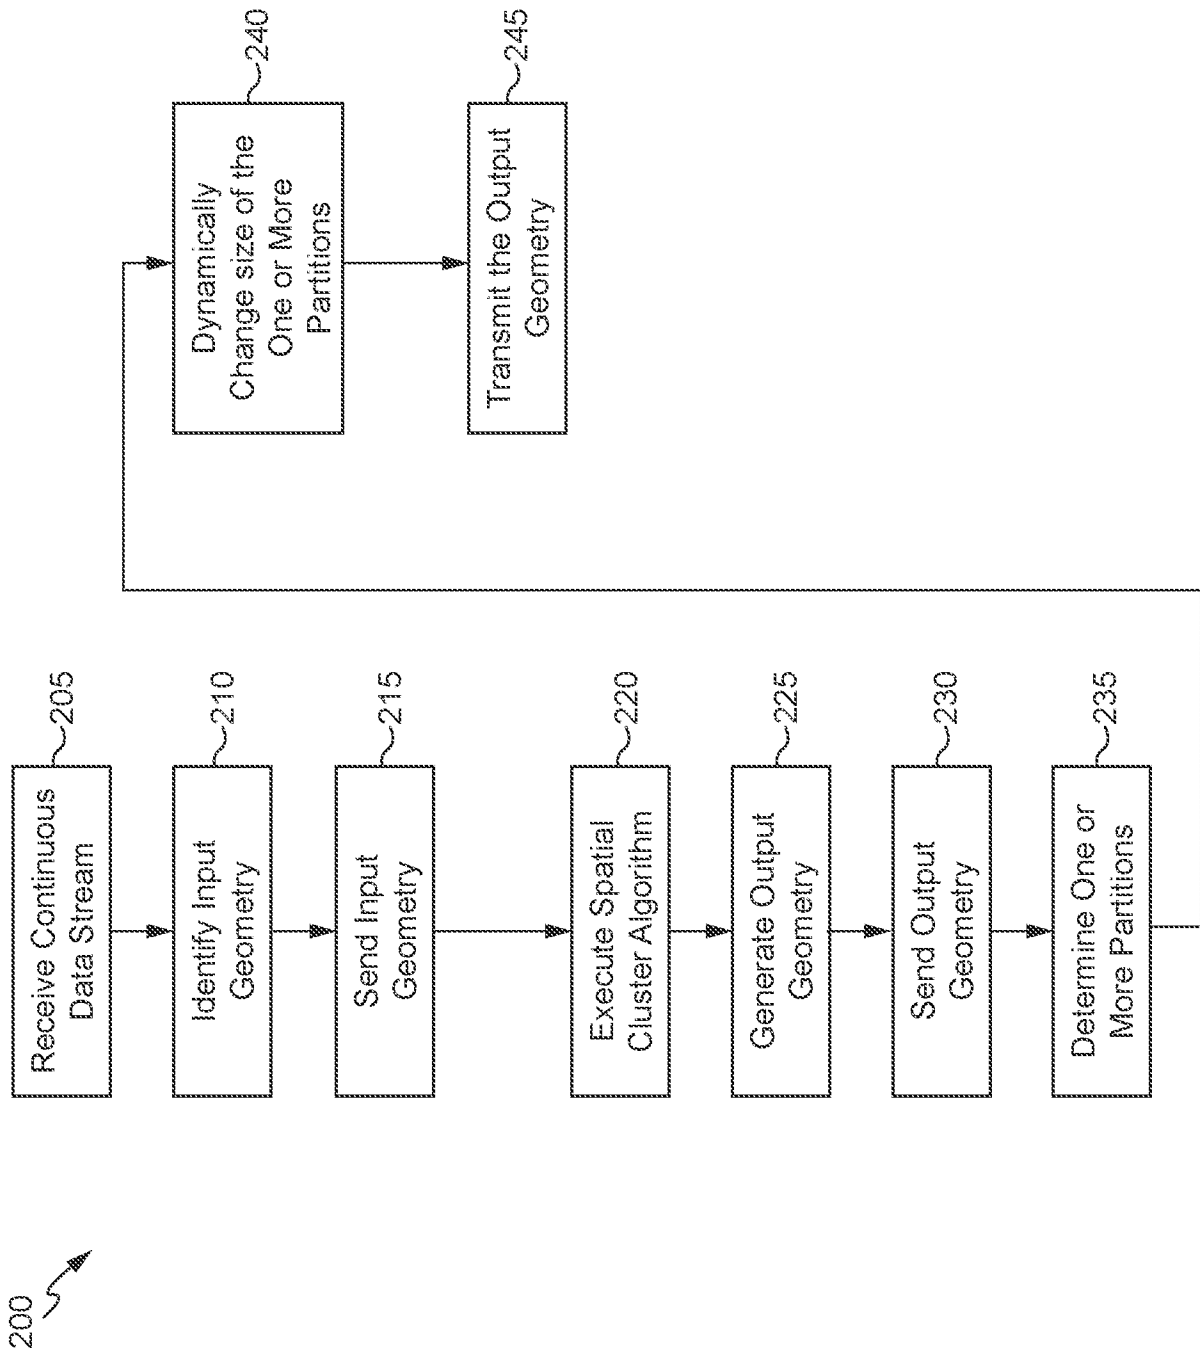 200
Receive Continuous
Data Stream
205
Identify Input
Geometry
210
Send Input
Geometry
215
Execute Spatial
Cluster Algorithm
220
Generate Output
Geometry
225
Send Output
Geometry
230
Determine One or
More Partitions
235
Dynamically
Change size of the
One or More
Partitions
240
Transmit the Output
Geometry
245